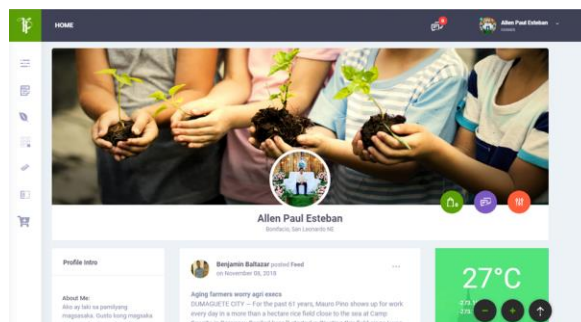 HOME
Allen Paul Esteban
Allen Paul Esteban
Bonifacio, San Leonardo NE
Profile Intro
About Me:
Ako ay laki sa pamilyang
magsasaka. Gusto kong magsaka
Benjamin Baltazar posted Feed
on November 08, 2018
Aging farmers worry agri execs
DUMAGUETE CITY – For the past 61 years, Mauro Pino shows up for work
every day in a more than a hectare rice field close to the sea at Camp
27°C